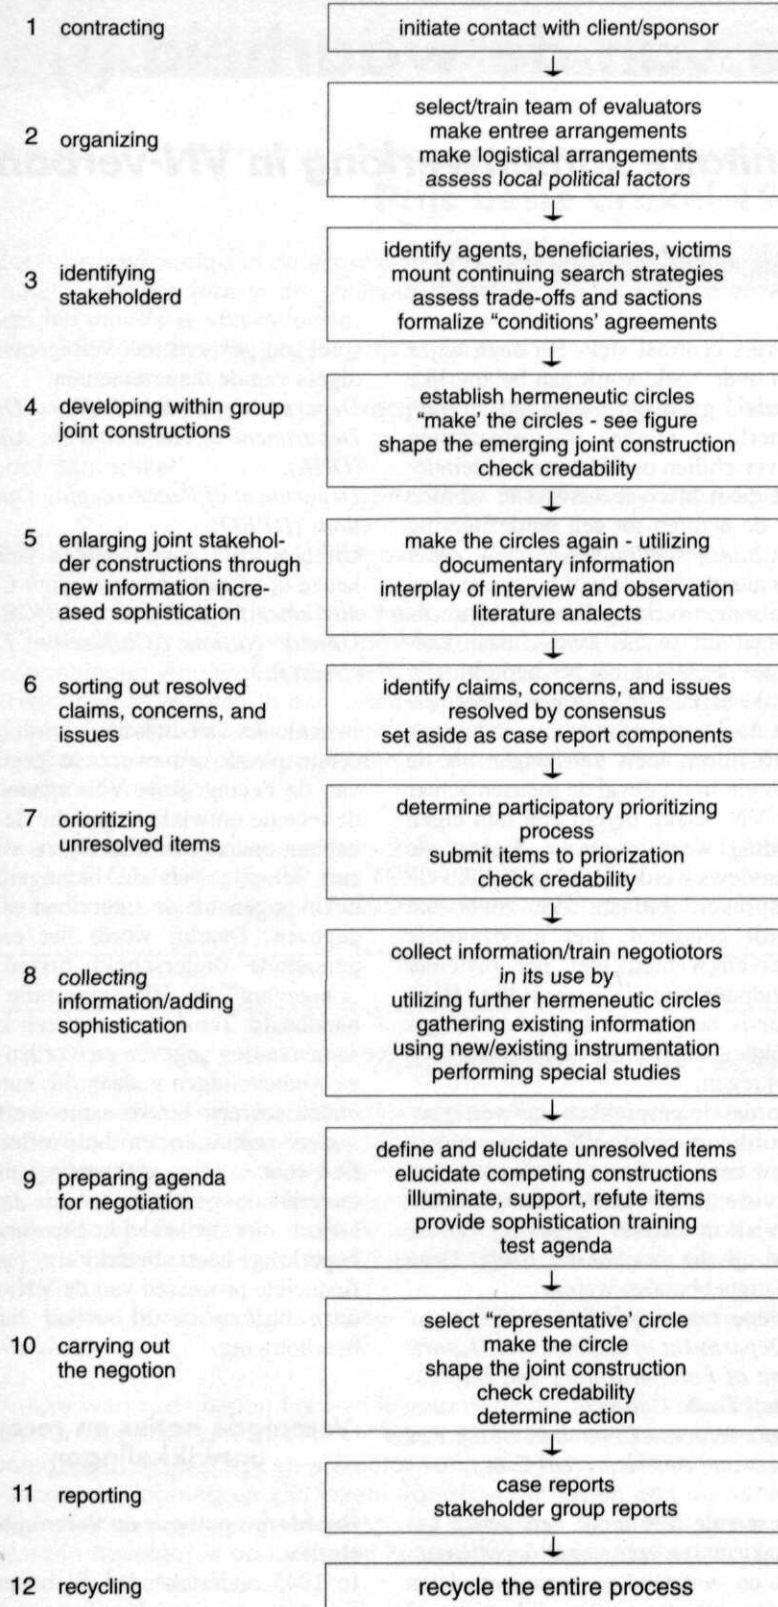 1 contracting
initiate contact with client/sponsor
2 organizing
select/train team of evaluators
make entree arrangements
make logistical arrangements
assess local political factors
3 identifying
stakeholderd
identify agents, beneficiaries, victims
mount continuing search strategies
assess trade-offs and sactions
formalize “conditions’ agreements
4 developing within group
joint constructions
establish hermeneutic circles
“make” the circles - see figure
shape the emerging joint construction
check credability
5 enlarging joint stakehol-
der constructions through
new information incre-
ased sophistication
make the circles again - utilizing
documentary information
interplay of interview and observation
literature analects
6 sorting out resolved
claims, concerns, and
issues
identify claims, concerns, and issues
resolved by consensus
set aside as case report components
7 orioritizing
unresolved items
determine participatory prioritizing
process
submit items to priorization
check credability
8 collecting
information/adding
sophistication
collect information/train negotiotors
in its use by
utilizing further hermeneutic circles
gathering existing information
using new/existing instrumentation
performing special studies
9 preparing agenda
for negotiation
define and elucidate unresolved items
elucidate competing constructions
illuminate, support, refute items
provide sophistication training
test agenda
10 carrying out
the negotion
select “representative’ circle
make the circle
shape the joint construction
check credability
determine action
11 reporting
case reports
stakeholder group reports
12 recycling
recycle the entire process